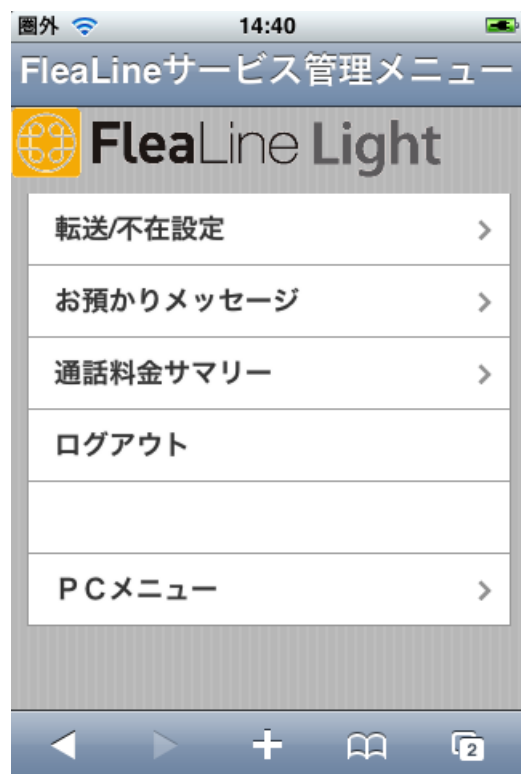 圏外 14:40
FleaLineサービス管理メニュー
FleaLine Light
転送/不在設定
お預かりメッセージ
通話料金サマリー
ログアウト
PCメニュー
2